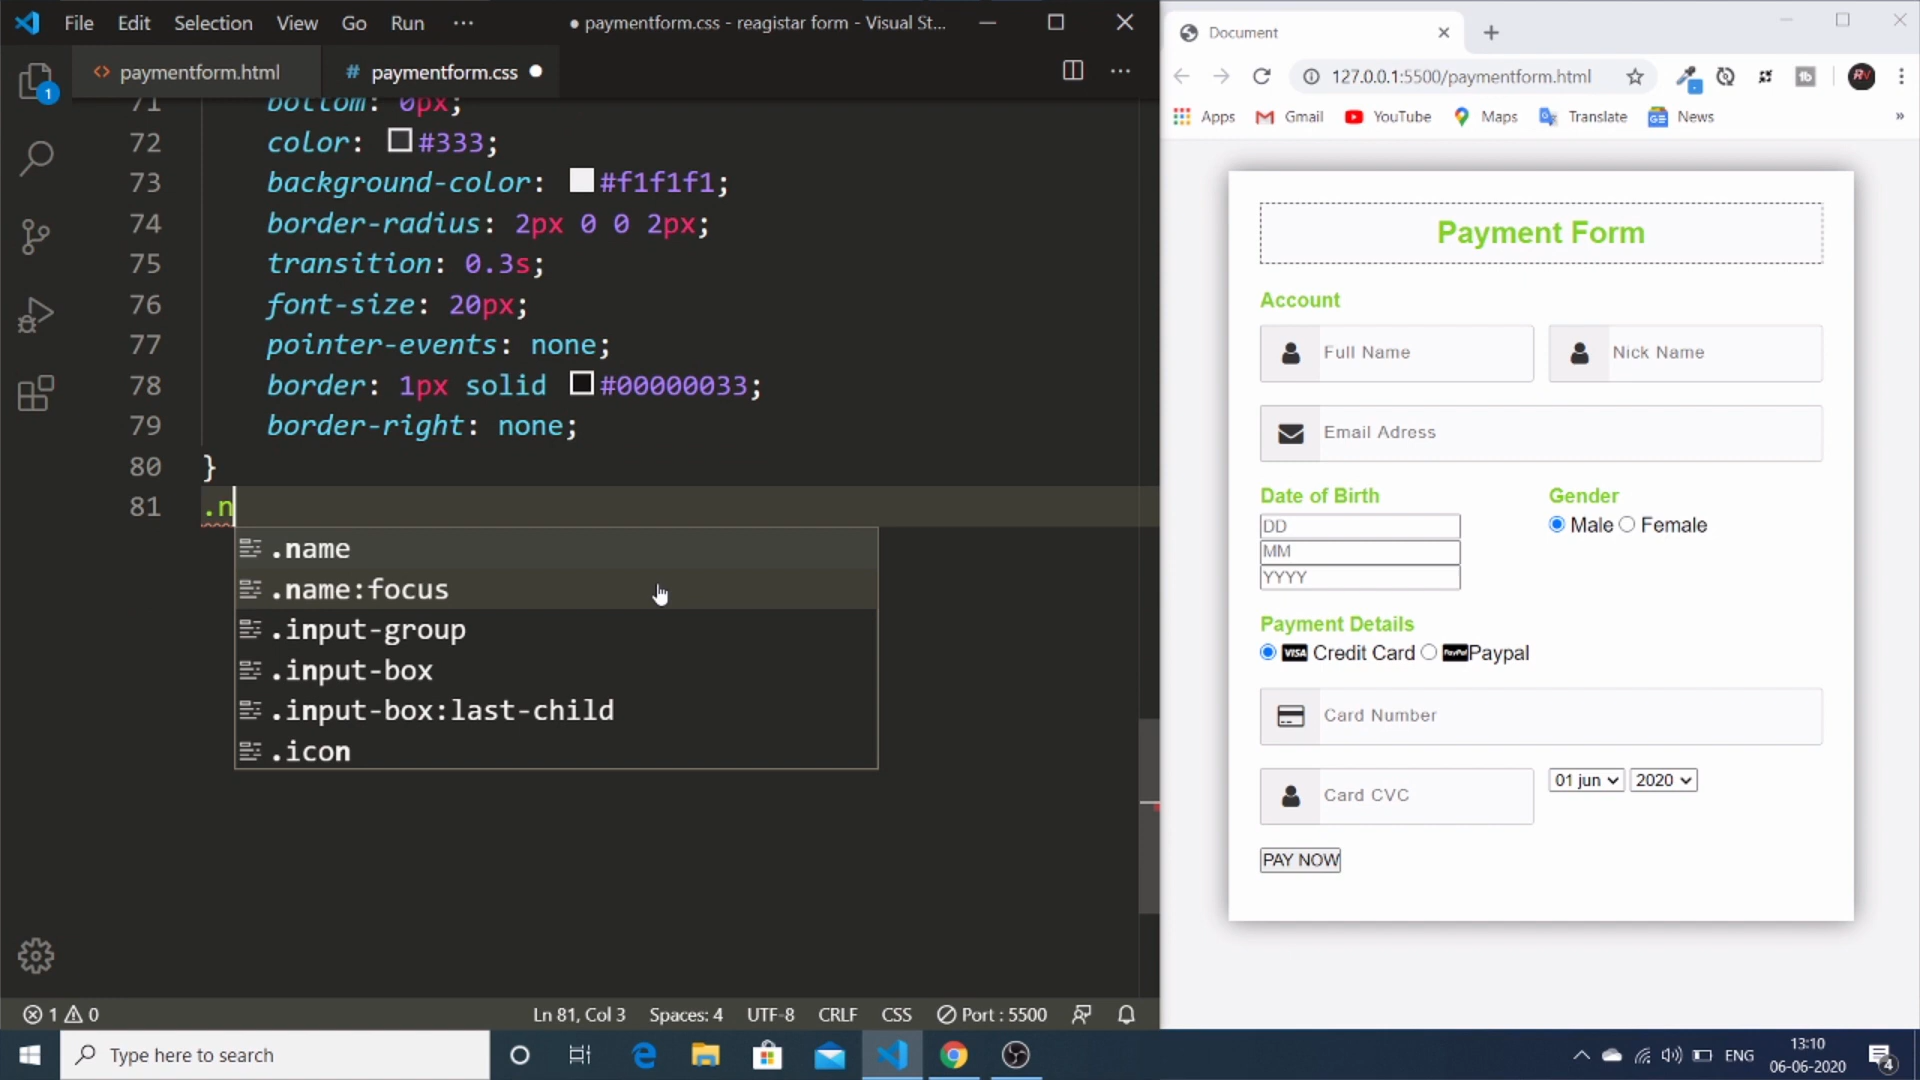 File Edit Selection View Go Run ··· ● paymentform.css - reagistar form - Visual St...
<> paymentform.html # paymentform.css ●
1
71 bottom: 0px;
72 color: #333;
73 background-color: #f1f1f1;
74 border-radius: 2px 0 0 2px;
75 transition: 0.3s;
76 font-size: 20px;
77 pointer-events: none;
78 border: 1px solid #00000033;
79 border-right: none;
80 }
81 .n
.name
.name:focus
.input-group
.input-box
.input-box:last-child
.icon
1 0 Ln 81, Col 3 Spaces: 4 UTF-8 CRLF CSS Port : 5500
Document
127.0.0.1:5500/paymentform.html
Apps Gmail YouTube Maps Translate News »
Payment Form
Account
Full Name Nick Name
Email Adress
Date of Birth Gender
DD Male Female
MM
YYYY
Payment Details
VISA Credit Card PayPal Paypal
Card Number
Card CVC 01 jun 2020
PAY NOW
Type here to search ENG 13:10
06-06-2020 4